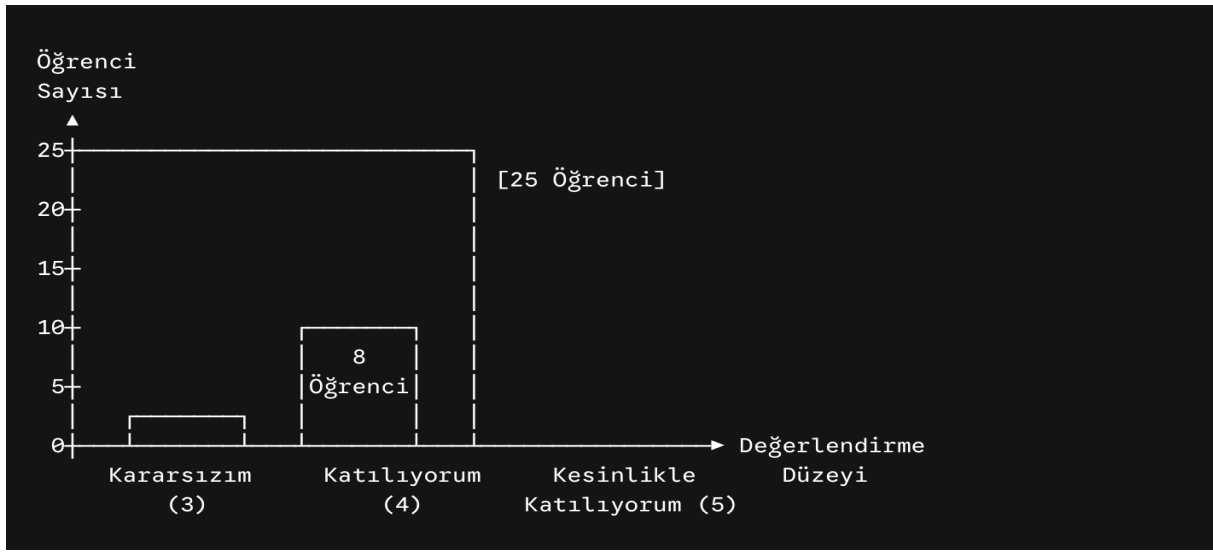 Öğrenci
Sayısı
25
[25 Öğrenci]
20
15
10
8
5
Öğrenci
0
Değerlendirme
Düzeyi
Kararsızım
(3)
Katılıyorum
(4)
Kesinlikle
Katılıyorum (5)